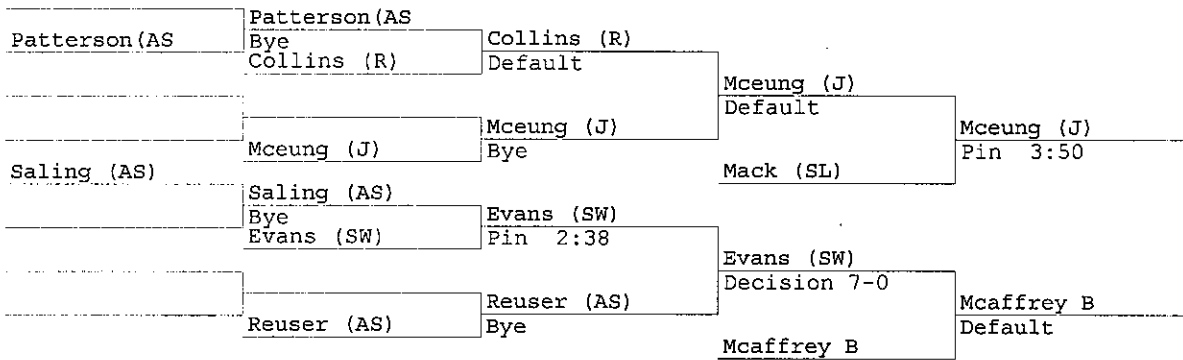 Patterson(AS
Patterson(AS
Bye
Collins (R)
Collins (R)
Default
Mceung (J)
Default
Mceung (J)
Bye
Mceung (J)
Mceung (J)
Pin 3:50
Saling (AS)
Mack (SL)
Saling (AS)
Bye
Evans (SW)
Evans (SW)
Pin 2:38
Evans (SW)
Decision 7-0
Reuser (AS)
Bye
Reuser (AS)
Mcaffrey B
Default
Mcaffrey B